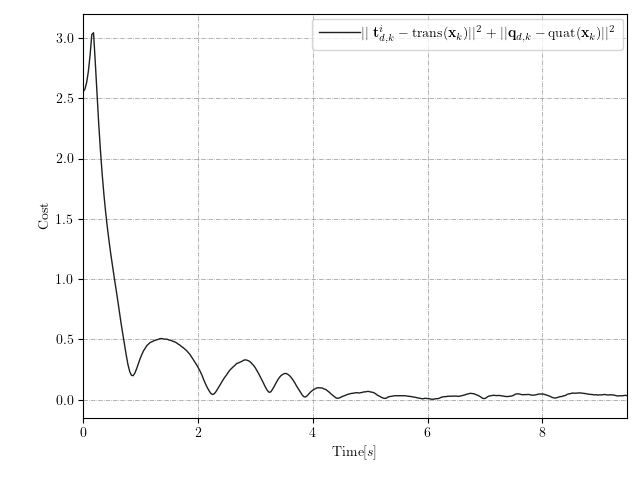 || t^i_{d,k} − trans(x_k)||² + ||q_{d,k} − quat(x_k)||²
3.0
2.5
2.0
1.5
1.0
0.5
0.0
Cost
0 2 4 6 8
Time[s]